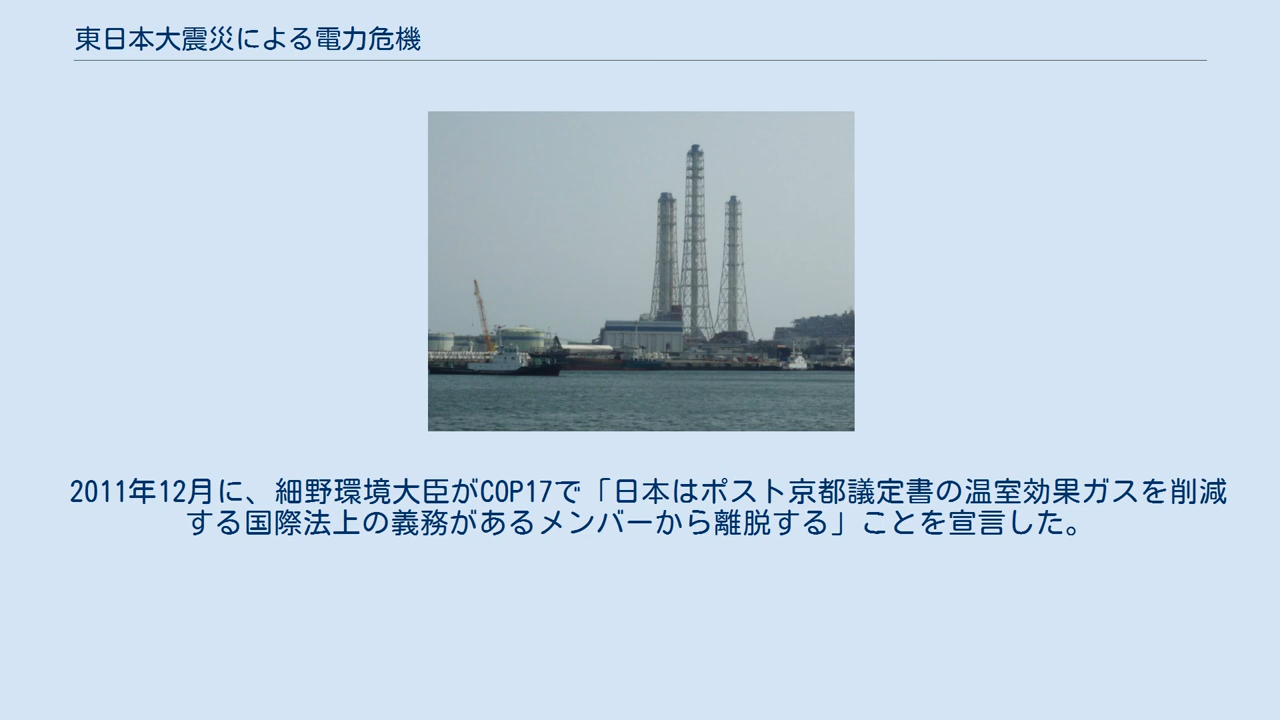 東日本大震災による電力危機
2011年12月に、細野環境大臣がCOP17で「日本はポスト京都議定書の温室効果ガスを削減
する国際法上の義務があるメンバーから離脱する」ことを宣言した。